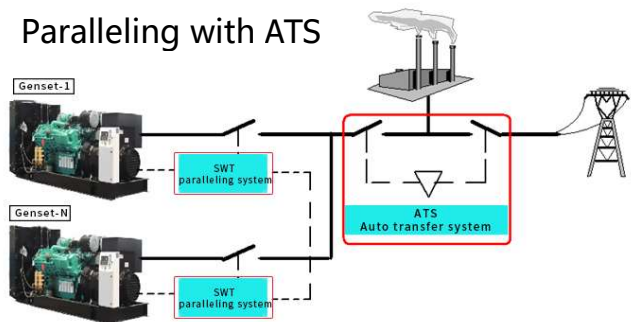 Paralleling with ATS
Genset-1
SWT
paralleling system
ATS
Auto transfer system
Genset-N
SWT
paralleling system